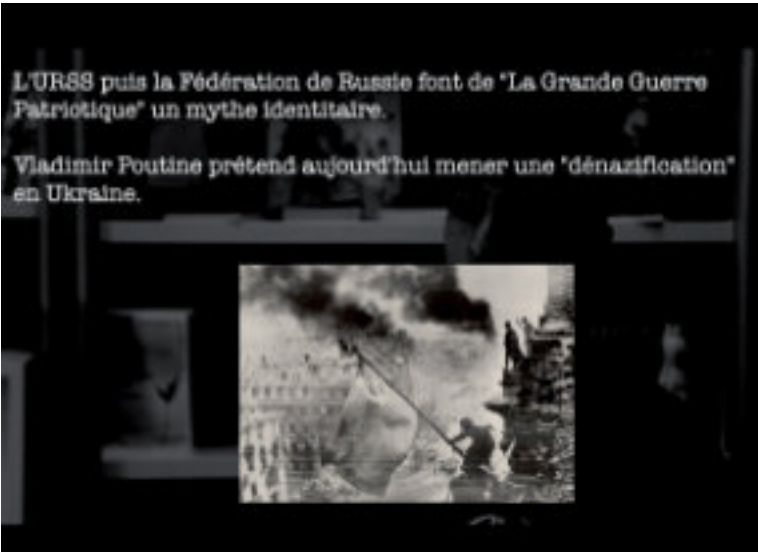 L'URSS puis la Fédération de Russie font de "La Grande Guerre
Patriotique" un mythe identitaire.
Vladimir Poutine prétend aujourd'hui mener une "dénazification"
en Ukraine.